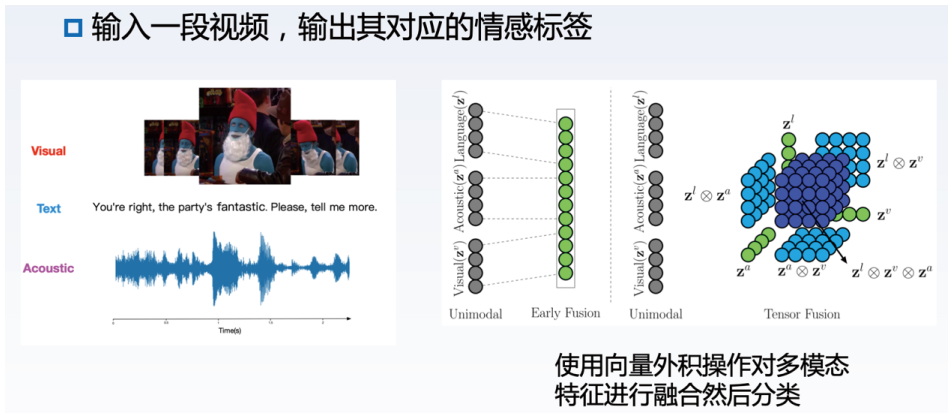 输入一段视频，输出其对应的情感标签
Visual
Text
You're right, the party's fantastic. Please, tell me more.
Acoustic
Time(s)
Language(z^l)
Acoustic(z^a)
Visual(z^v)
Unimodal
Early Fusion
Language(z^l)
Acoustic(z^a)
Visual(z^v)
Unimodal
z^l
z^l ⊗ z^v
z^l ⊗ z^a
z^v
z^a
z^a ⊗ z^v
z^l ⊗ z^v ⊗ z^a
Tensor Fusion
使用向量外积操作对多模态
特征进行融合然后分类